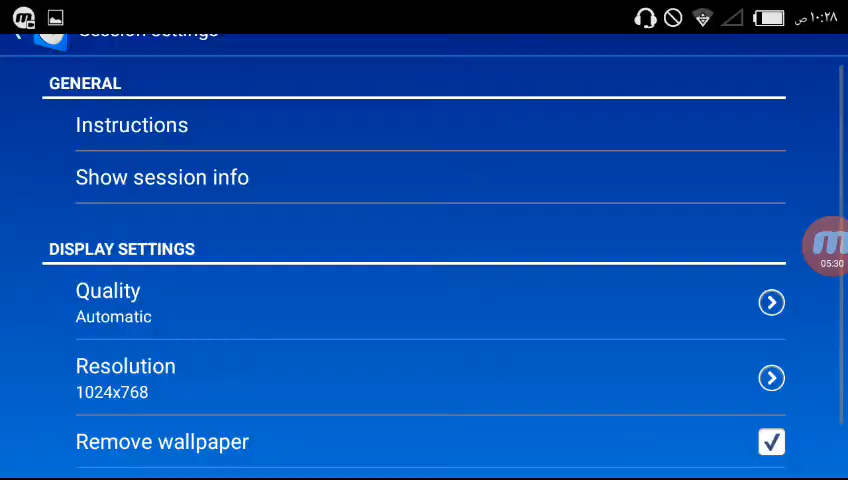 ١٠:٢٨ ص
Session settings
GENERAL
Instructions
Show session info
DISPLAY SETTINGS
Quality
Automatic
Resolution
1024x768
Remove wallpaper
05:30